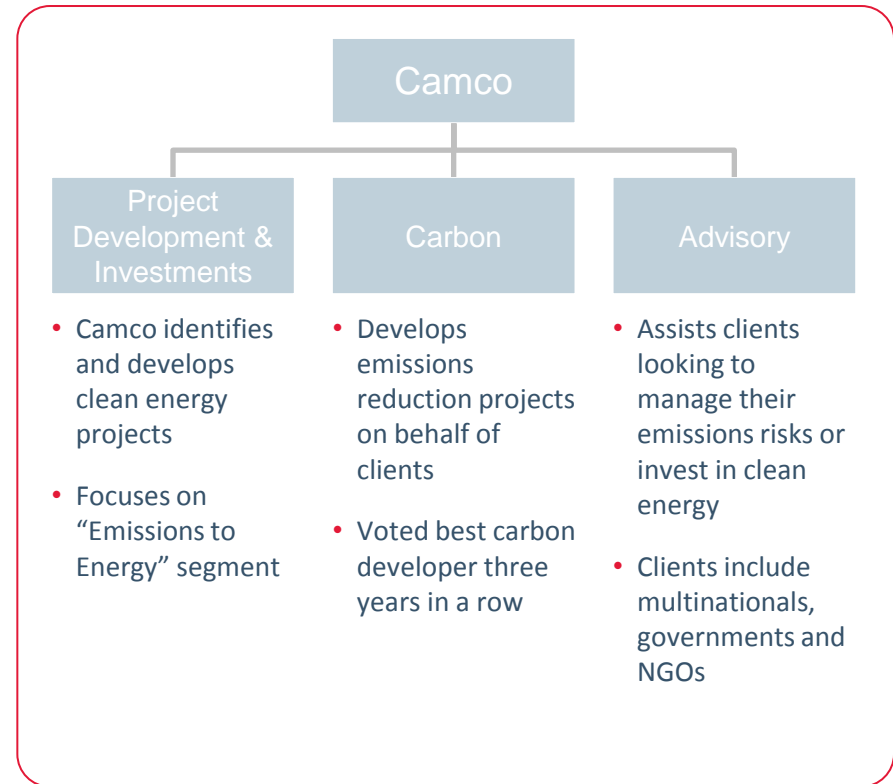 Camco
Project
Development &
Investments
• Camco identifies
and develops
clean energy
projects
• Focuses on
“Emissions to
Energy” segment
Carbon
• Develops
emissions
reduction projects
on behalf of
clients
• Voted best carbon
developer three
years in a row
Advisory
• Assists clients
looking to
manage their
emissions risks or
invest in clean
energy
• Clients include
multinationals,
governments and
NGOs